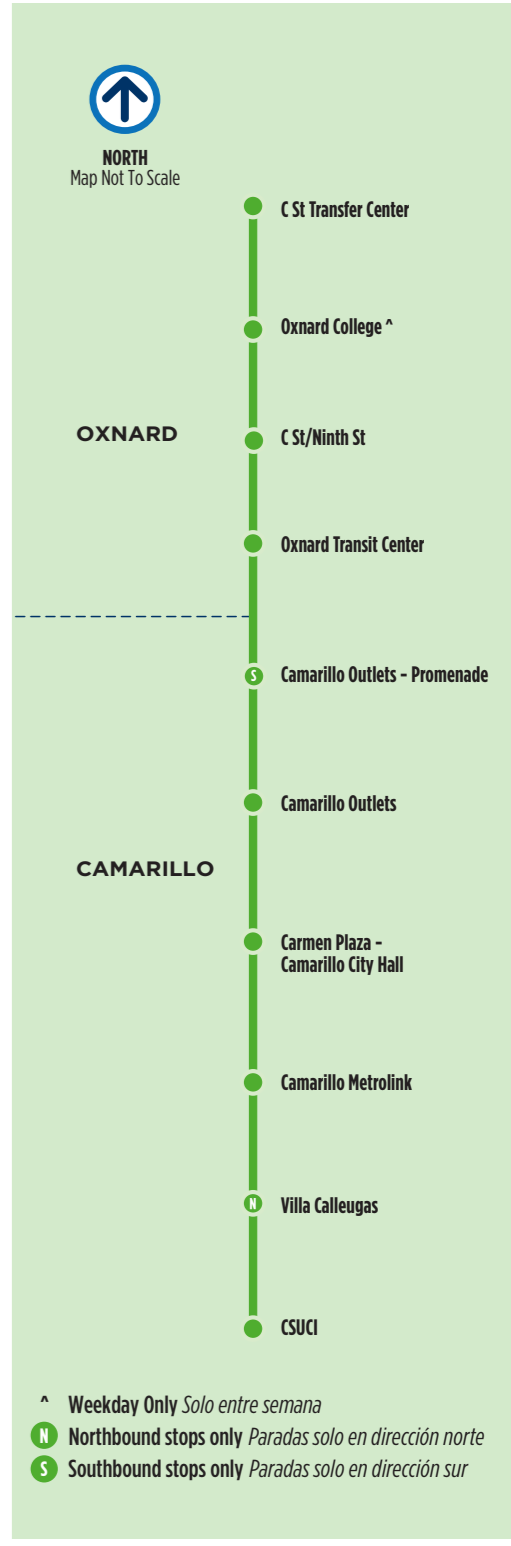 NORTH
Map Not To Scale
C St Transfer Center
Oxnard College ^
OXNARD
C St/Ninth St
Oxnard Transit Center
S
Camarillo Outlets - Promenade
Camarillo Outlets
CAMARILLO
Carmen Plaza -
Camarillo City Hall
Camarillo Metrolink
N
Villa Calleugas
CSUCI
^ Weekday Only Solo entre semana
N Northbound stops only Paradas solo en dirección norte
S Southbound stops only Paradas solo en dirección sur